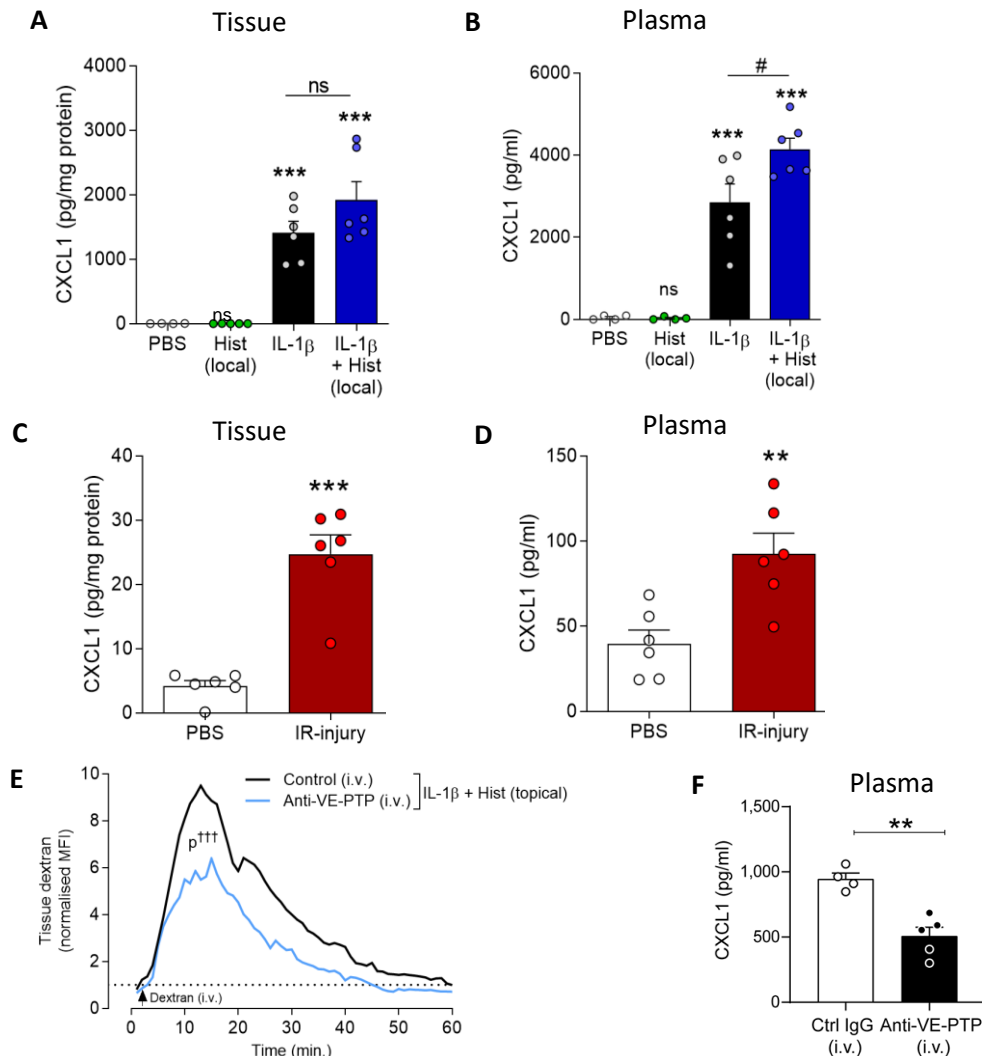 A
Tissue
CXCL1 (pg/mg protein)
4000
3000
2000
1000
0
ns
***
***
ns
PBS
Hist
(local)
IL-1β
IL-1β
+ Hist
(local)
B
Plasma
CXCL1 (pg/ml)
6000
4000
2000
0
#
***
***
ns
PBS
Hist
(local)
IL-1β
IL-1β
+ Hist
(local)
C
Tissue
CXCL1 (pg/mg protein)
40
30
20
10
0
***
PBS
IR-injury
D
Plasma
CXCL1 (pg/ml)
150
100
50
0
**
PBS
IR-injury
E
Tissue dextran
(normalised MFI)
10
8
6
4
2
1
0
Control (i.v.)
Anti-VE-PTP (i.v.)
IL-1β + Hist (topical)
p†††
Dextran (i.v.)
0
10
20
30
40
50
60
Time (min.)
F
Plasma
CXCL1 (pg/ml)
1,500
1,000
500
0
**
Ctrl IgG
(i.v.)
Anti-VE-PTP
(i.v.)